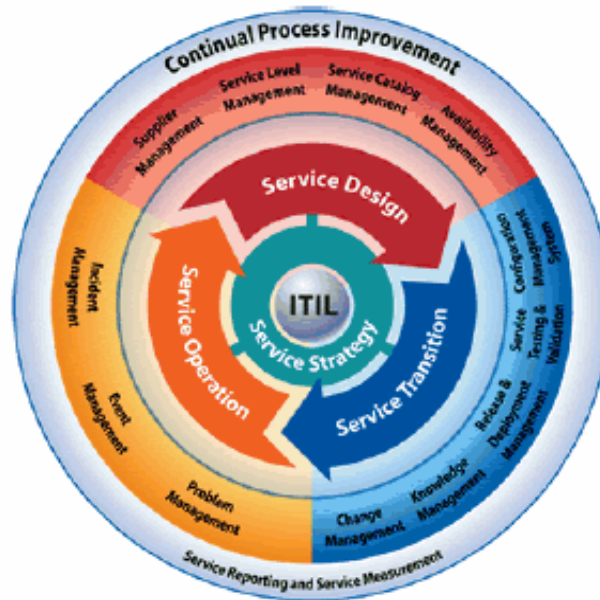 Continual Process Improvement
Supplier
Management
Service Level
Management
Service Catalog
Management
Availability
Management
Service Design
System
Configuration
Management
Service
Testing &
Validation
Release &
Deployment
Management
Knowledge
Management
Change
Management
Service Transition
Incident
Management
Event
Management
Problem
Management
Service Operation
ITIL
Service Strategy
Service Reporting and Service Measurement